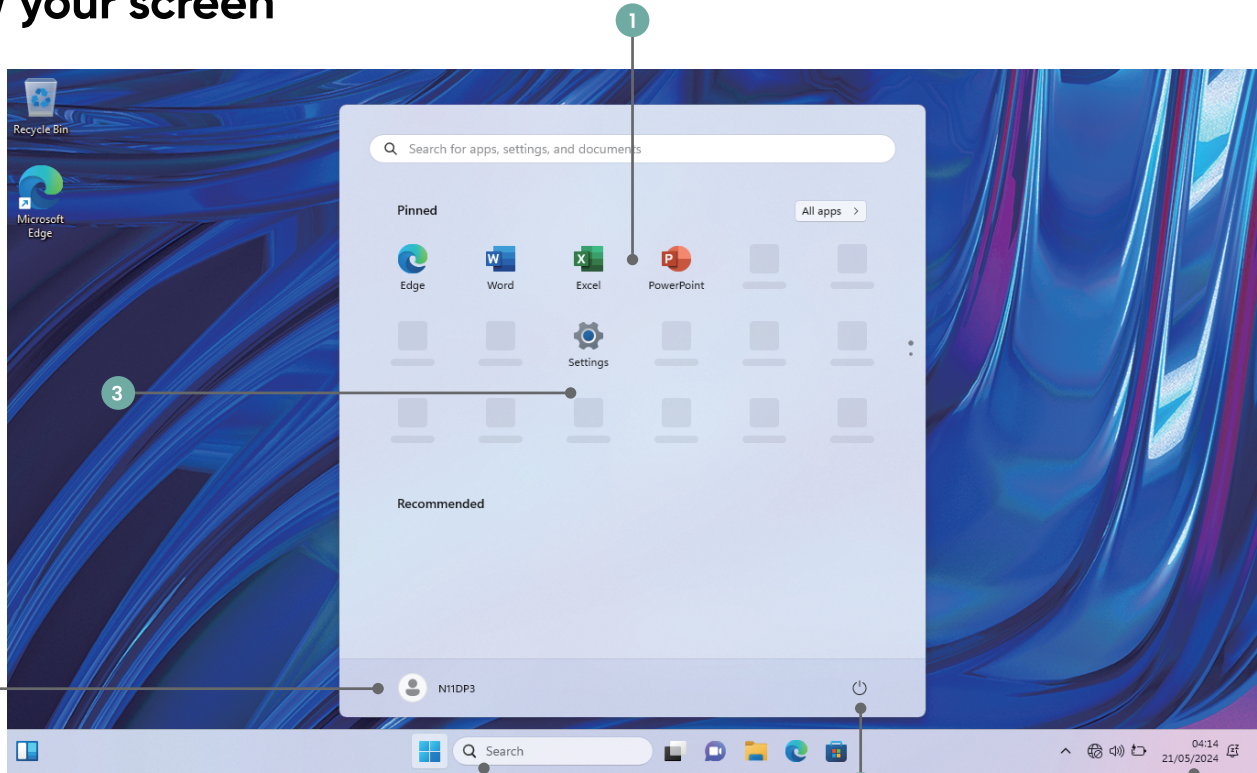 your screen
1
Recycle Bin
Microsoft
Edge
Search for apps, settings, and documents
Pinned
All apps >
Edge
Word
Excel
PowerPoint
Settings
3
Recommended
N11DP3
Search
04:14
21/05/2024